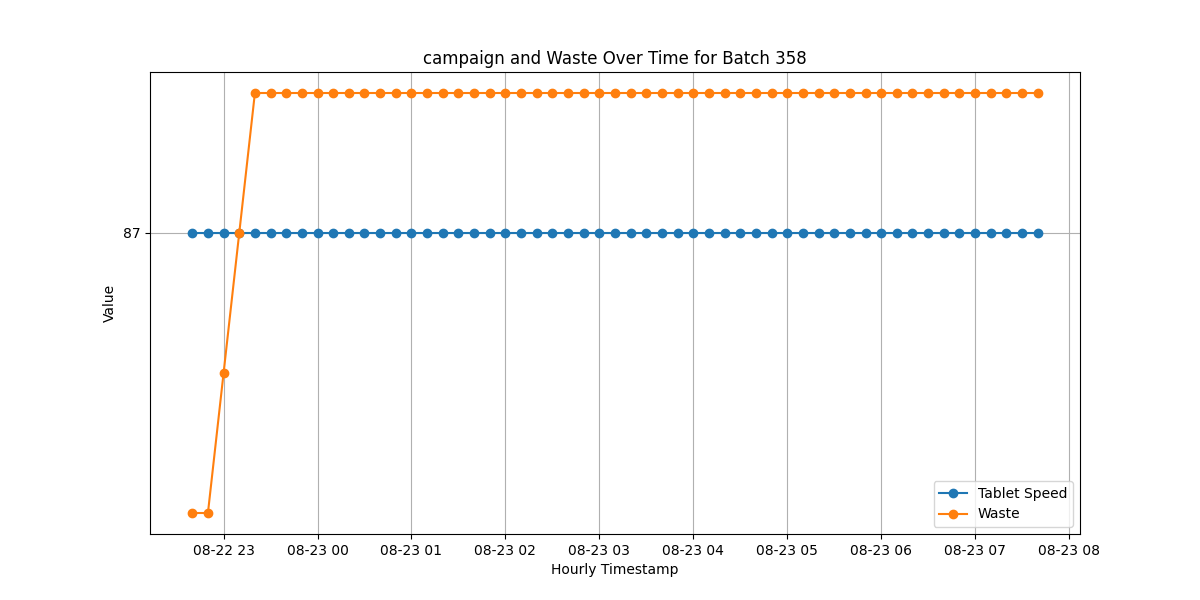 campaign and Waste Over Time for Batch 358
Value
87
Tablet Speed
Waste
08-22 23 08-23 00 08-23 01 08-23 02 08-23 03 08-23 04 08-23 05 08-23 06 08-23 07 08-23 08
Hourly Timestamp